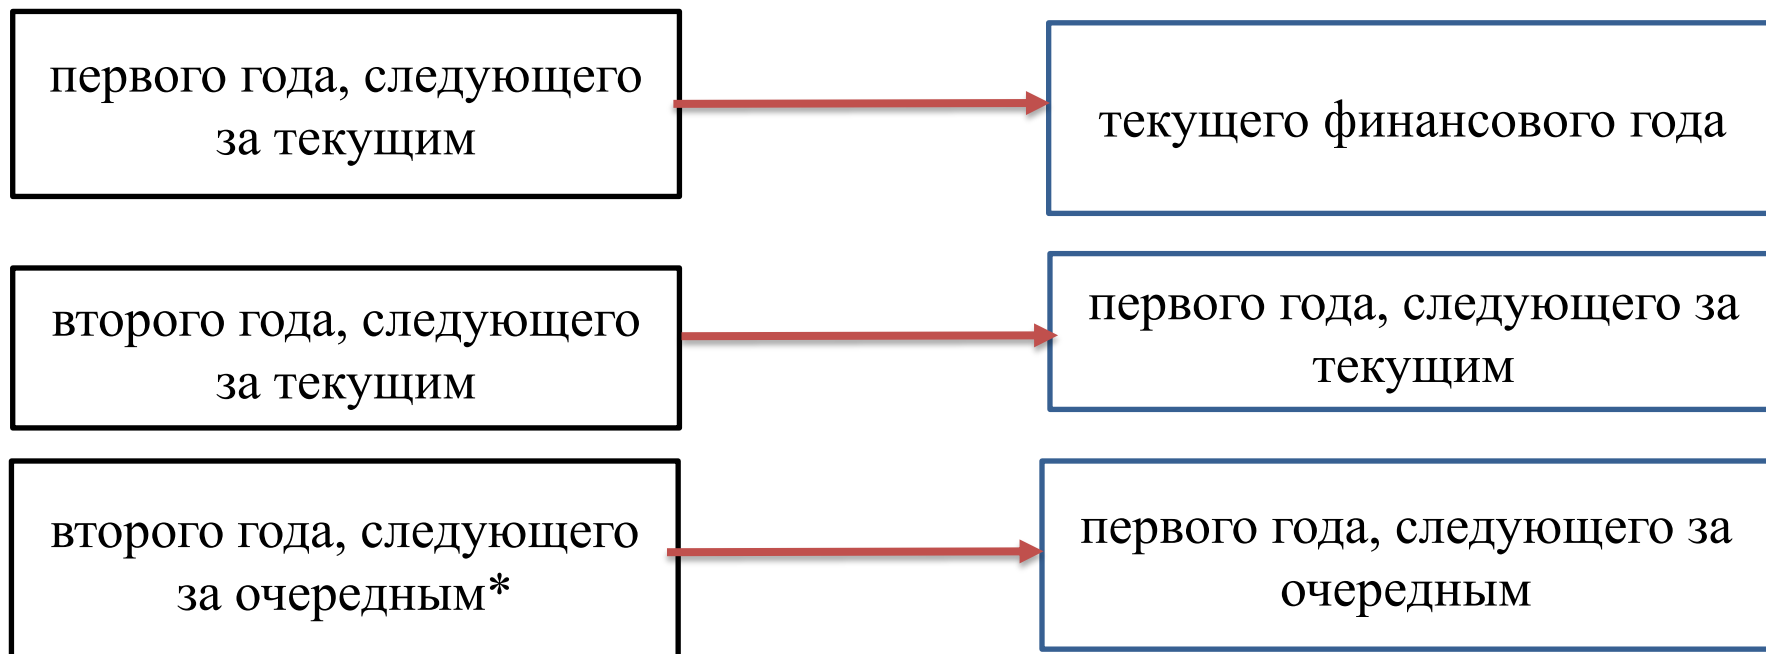 первого года, следующего
за текущим
текущего финансового года
второго года, следующего
за текущим
первого года, следующего за
текущим
второго года, следующего
за очередным*
первого года, следующего за
очередным